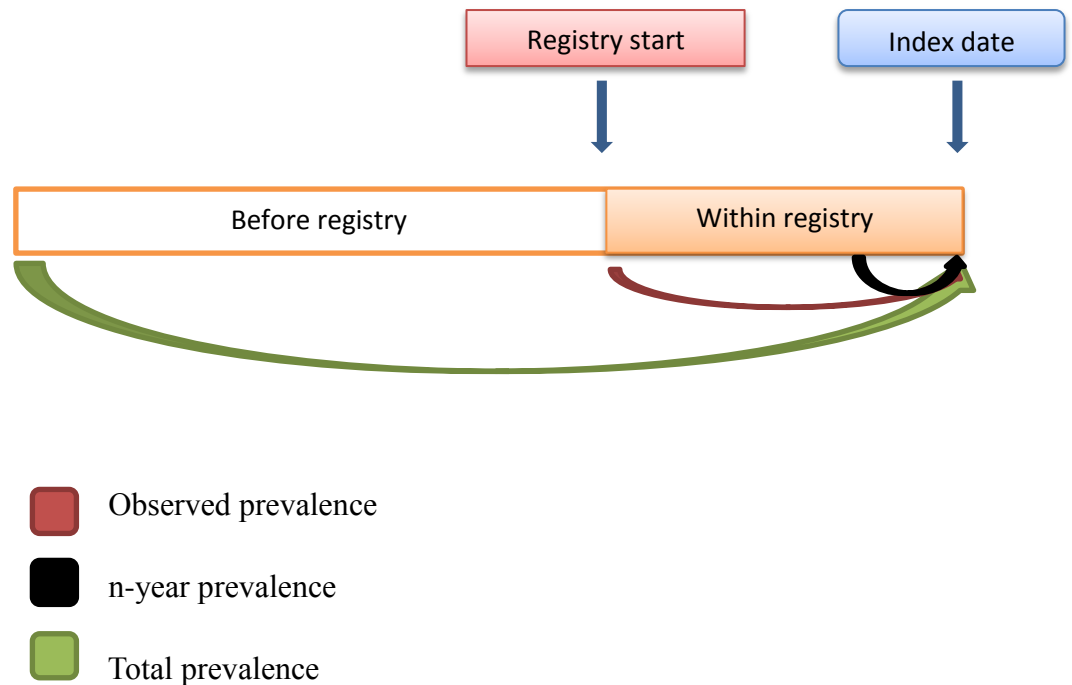 Registry start
Index date
Before registry
Within registry
Observed prevalence
n-year prevalence
Total prevalence